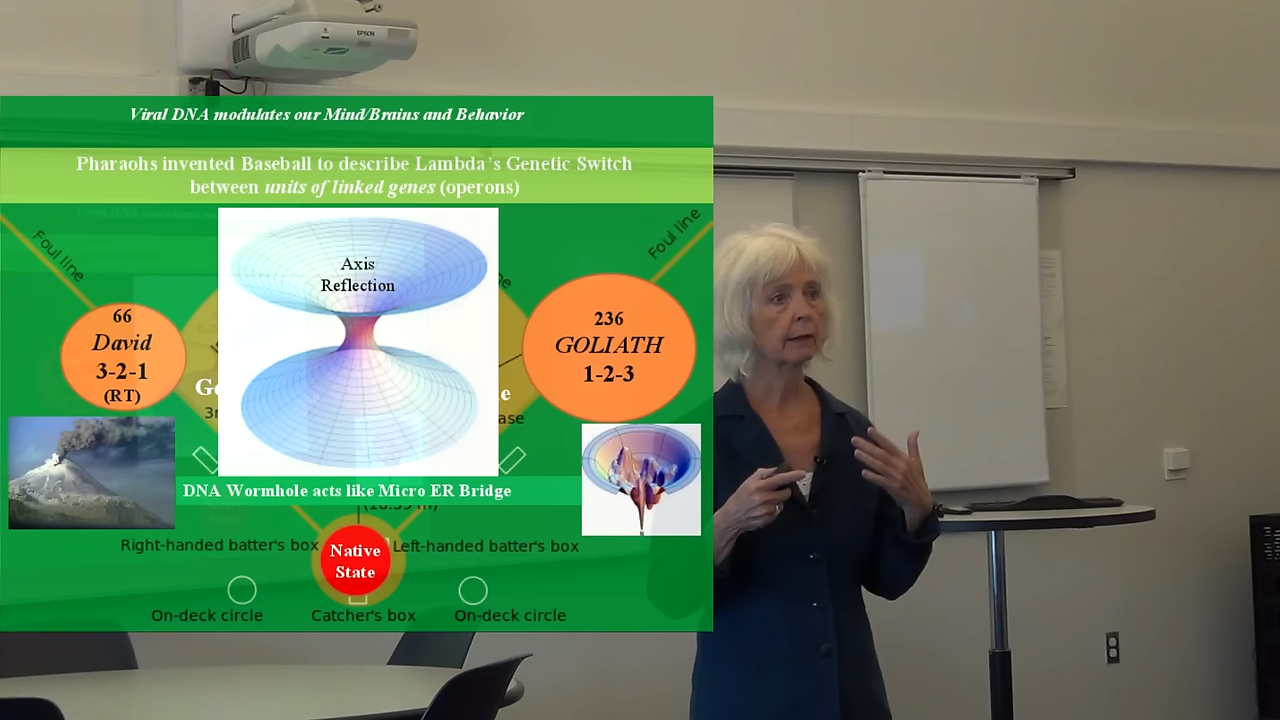 EPSON
Viral DNA modulates our Mind/Brains and Behavior
Pharaohs invented Baseball to describe Lambda's Genetic Switch
between units of linked genes (operons)
Foul line
Foul line
Axis
Reflection
66
David
3-2-1
(RT)
236
GOLIATH
1-2-3
DNA Wormhole acts like Micro ER Bridge
Right-handed batter's box
Left-handed batter's box
Native
State
On-deck circle
Catcher's box
On-deck circle